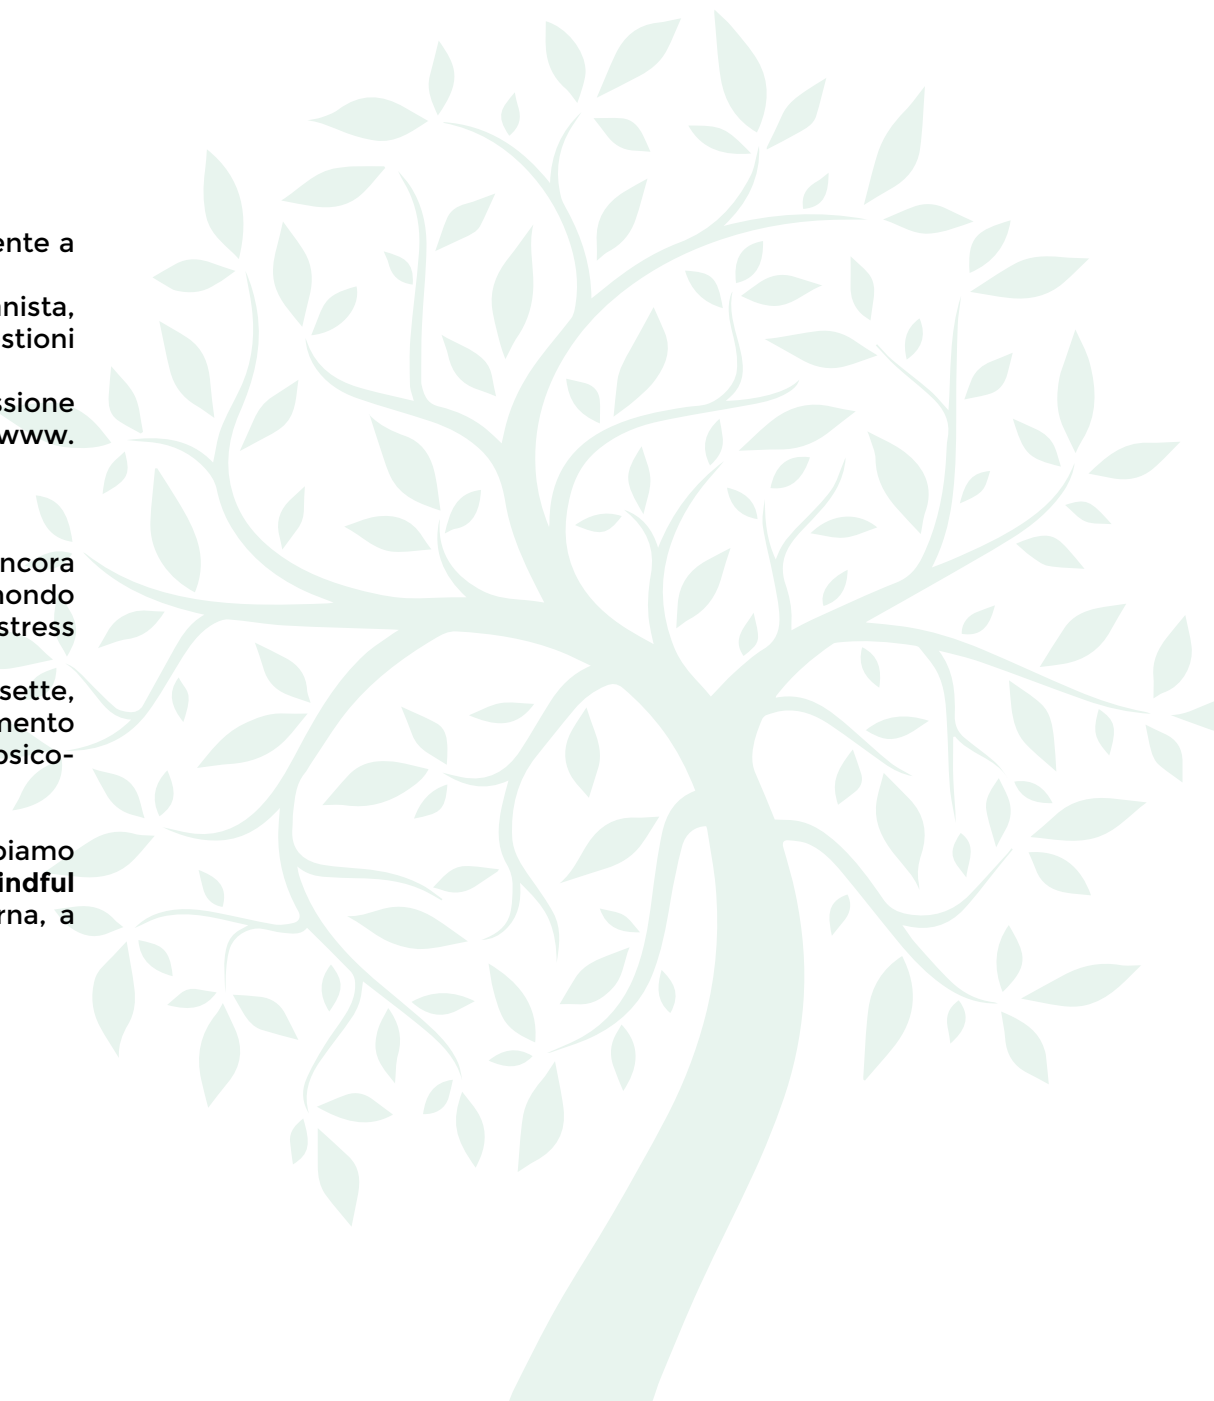 ente a
nista,
stioni
ssione
www.
ncora
nondo
stress
sette,
mento
psico-
piamo
indful
rna, a